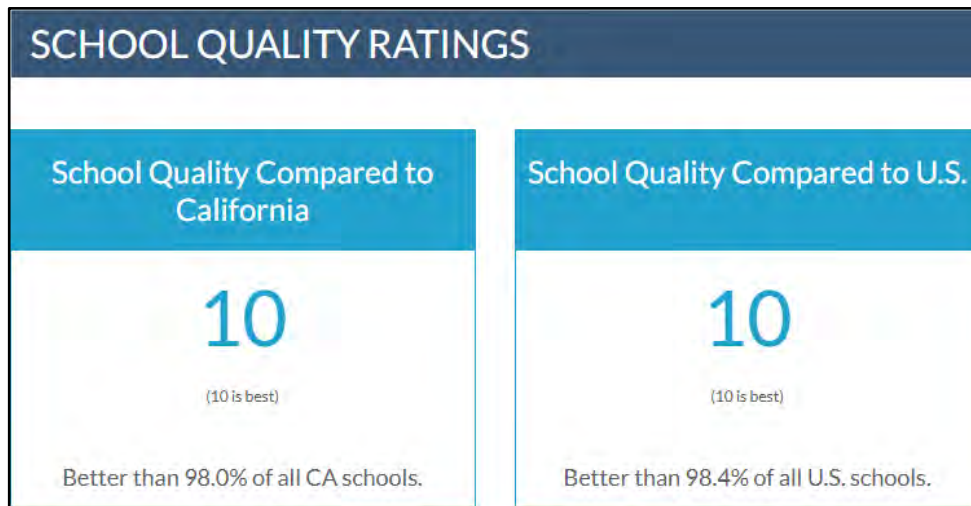 SCHOOL QUALITY RATINGS
School Quality Compared to
California
10
(10 is best)
Better than 98.0% of all CA schools.
School Quality Compared to U.S.
10
(10 is best)
Better than 98.4% of all U.S. schools.